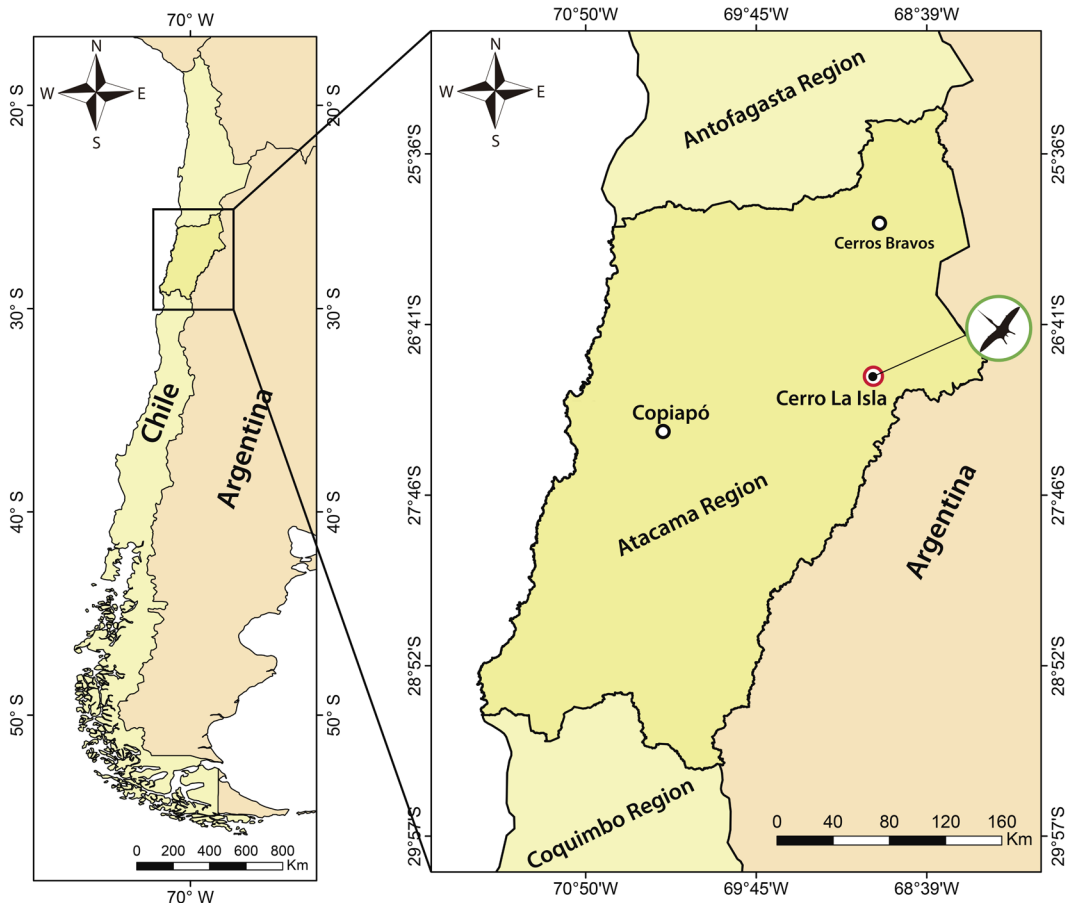 70° W
N
W
E
S
20° S
20° S
30° S
30° S
40° S
40° S
50° S
50° S
Chile
Argentina
0
200
400
600
800
Km
70° W
70°50'W
69°45'W
68°39'W
N
W
E
S
Antofagasta Region
25°36'S
25°36'S
Cerros Bravos
26°41'S
26°41'S
Cerro La Isla
Copiapó
27°46'S
27°46'S
Atacama Region
Argentina
28°52'S
28°52'S
Coquimbo Region
0
40
80
120
160
Km
29°57'S
29°57'S
70°50'W
69°45'W
68°39'W